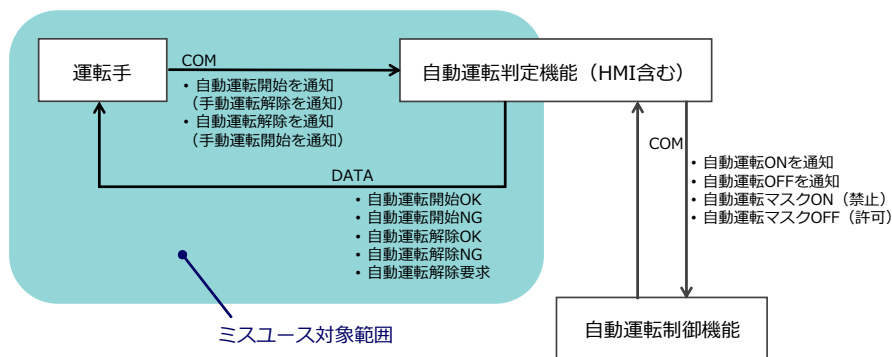 運転手
COM
• 自動運転開始を通知
（手動運転解除を通知）
• 自動運転解除を通知
（手動運転開始を通知）
自動運転判定機能（HMI含む）
DATA
• 自動運転開始OK
• 自動運転開始NG
• 自動運転解除OK
• 自動運転解除NG
• 自動運転解除要求
COM
• 自動運転ONを通知
• 自動運転OFFを通知
• 自動運転マスクON（禁止）
• 自動運転マスクOFF（許可）
ミスユース対象範囲
自動運転制御機能